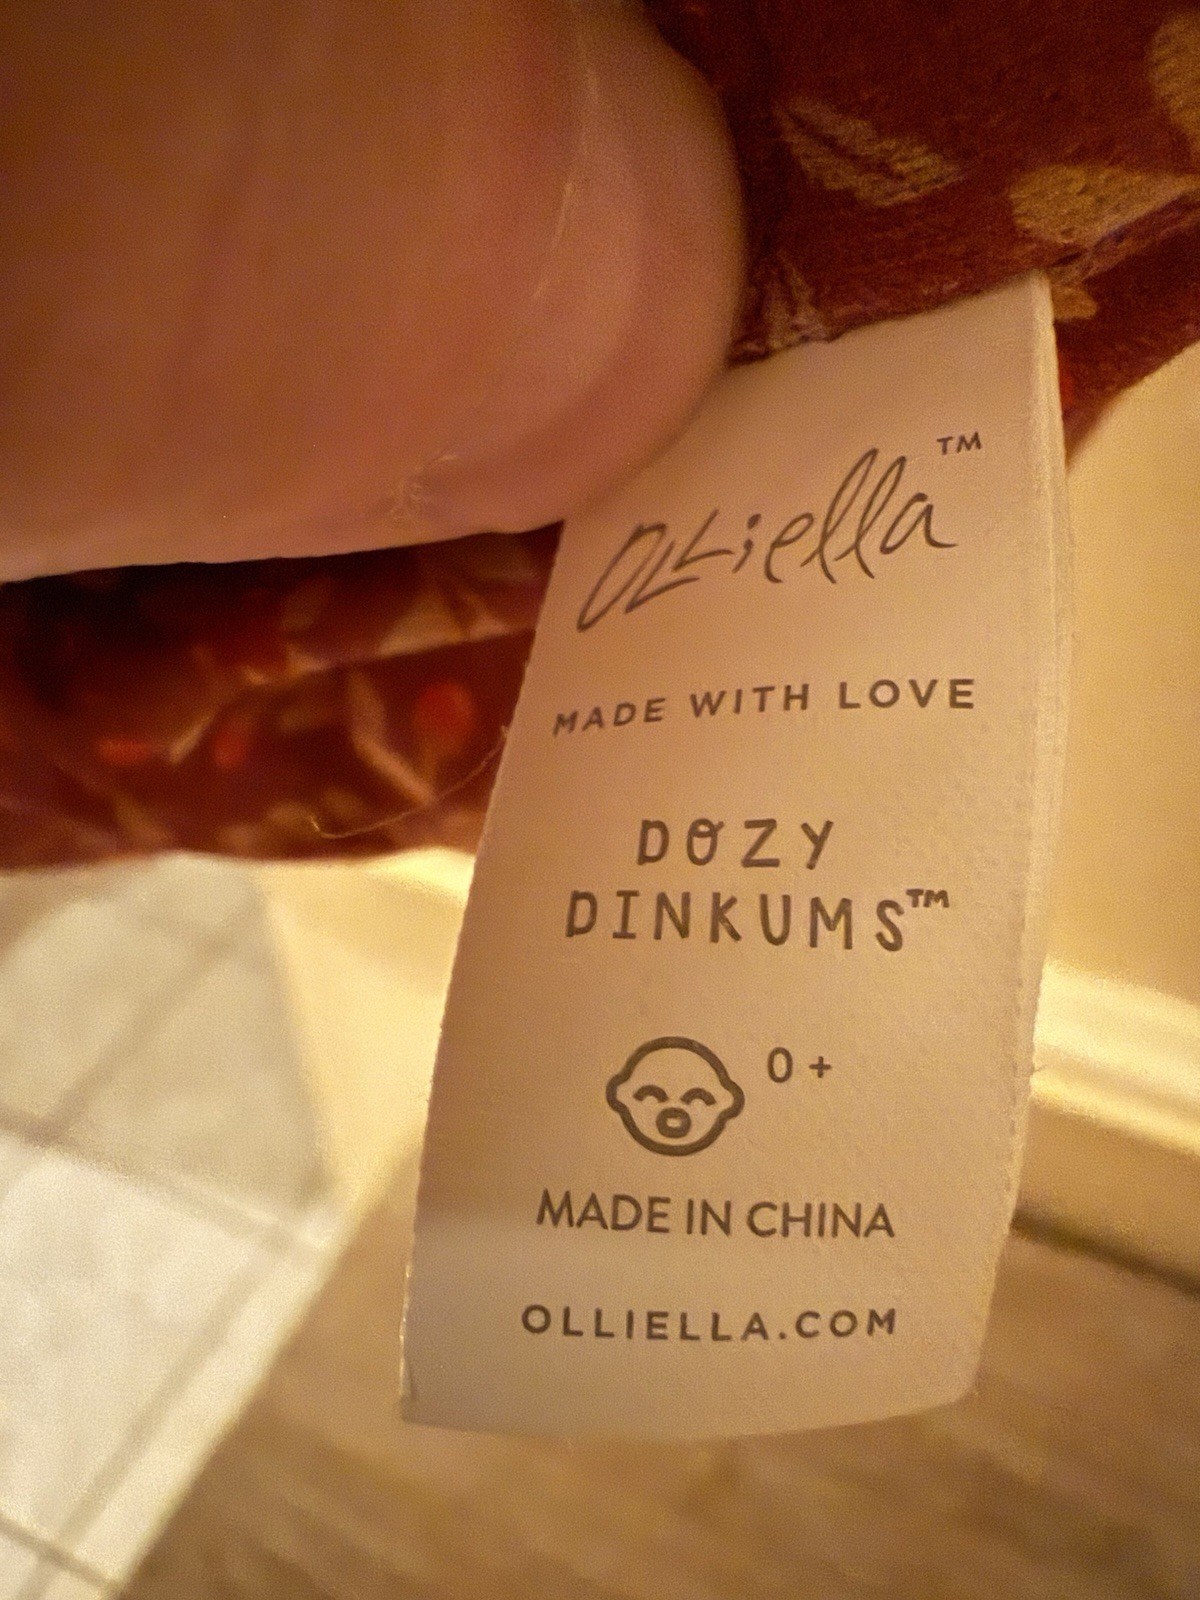 OLLiella™
MADE WITH LOVE
DOZY
DINKUMS™
0+
MADE IN CHINA
OLLIELLA.COM